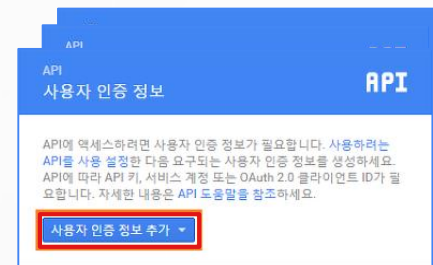 API
API
사용자 인증 정보
API
API에 액세스하려면 사용자 인증 정보가 필요합니다. 사용하려는
API를 사용 설정한 다음 요구되는 사용자 인증 정보를 생성하세요.
API에 따라 API 키, 서비스 계정 또는 OAuth 2.0 클라이언트 ID가 필
요합니다. 자세한 내용은 API 도움말을 참조하세요.
사용자 인증 정보 추가